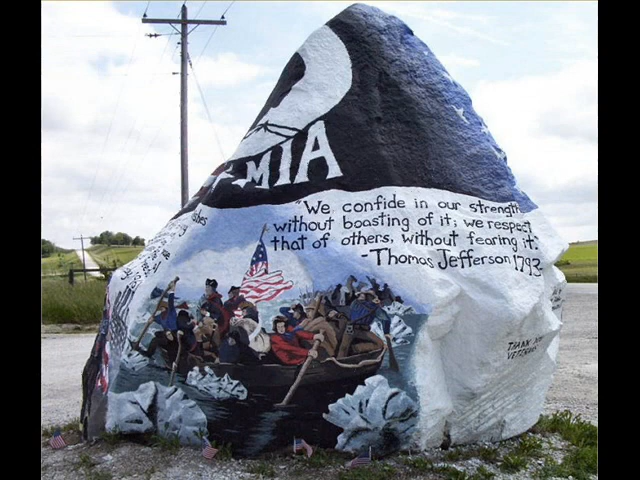 MIA
"We confide in our strength
without boasting of it; we respect
that of others, without fearing it."
-Thomas Jefferson 1793-
THANK YOU
VETERANS